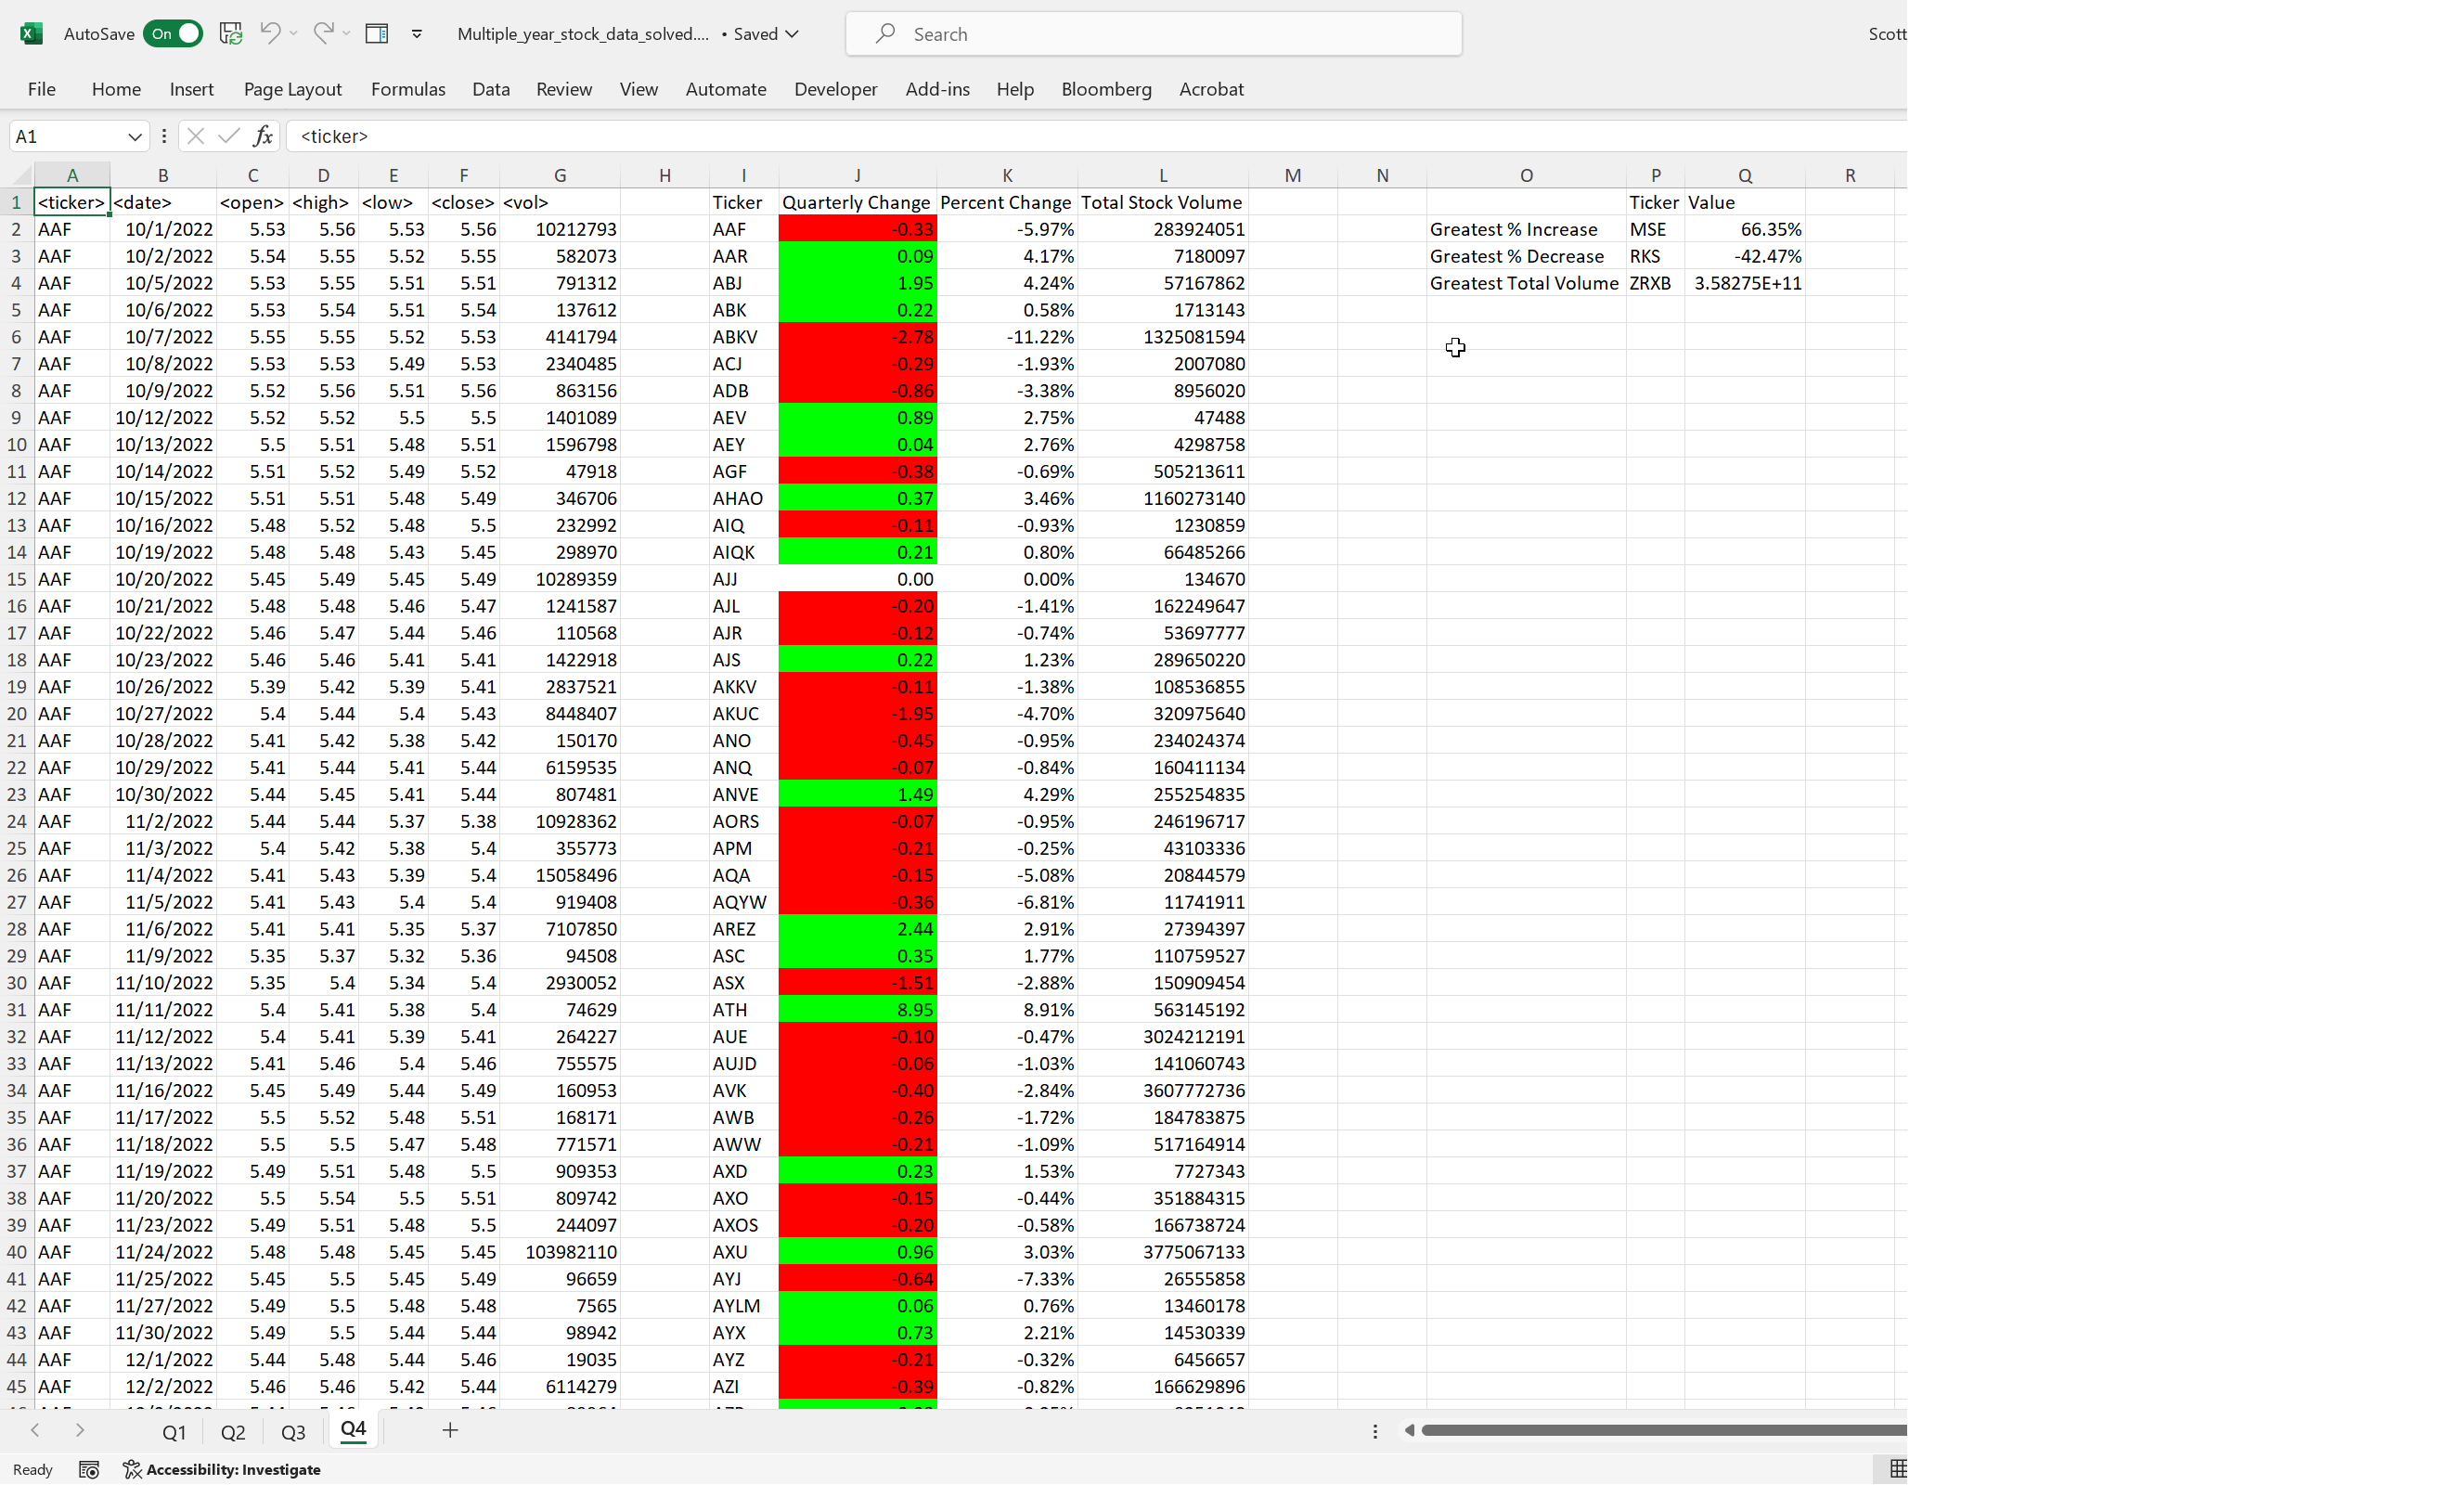 AutoSave On Multiple_year_stock_data_solved.... • Saved Search Scott
File Home Insert Page Layout Formulas Data Review View Automate Developer Add-ins Help Bloomberg Acrobat
A1 fx <ticker>
A B C D E F G H I J K L M N O P Q R
1 <ticker> <date> <open> <high> <low> <close> <vol> Ticker Quarterly Change Percent Change Total Stock Volume Ticker Value
2 AAF 10/1/2022 5.53 5.56 5.53 5.56 10212793 AAF -0.33 -5.97% 283924051 Greatest % Increase MSE 66.35%
3 AAF 10/2/2022 5.54 5.55 5.52 5.55 582073 AAR 0.09 4.17% 7180097 Greatest % Decrease RKS -42.47%
4 AAF 10/5/2022 5.53 5.55 5.51 5.51 791312 ABJ 1.95 4.24% 57167862 Greatest Total Volume ZRXB 3.58275E+11
5 AAF 10/6/2022 5.53 5.54 5.51 5.54 137612 ABK 0.22 0.58% 1713143
6 AAF 10/7/2022 5.55 5.55 5.52 5.53 4141794 ABKV -2.78 -11.22% 1325081594
7 AAF 10/8/2022 5.53 5.53 5.49 5.53 2340485 ACJ -0.29 -1.93% 2007080
8 AAF 10/9/2022 5.52 5.56 5.51 5.56 863156 ADB -0.86 -3.38% 8956020
9 AAF 10/12/2022 5.52 5.52 5.5 5.5 1401089 AEV 0.89 2.75% 47488
10 AAF 10/13/2022 5.5 5.51 5.48 5.51 1596798 AEY 0.04 2.76% 4298758
11 AAF 10/14/2022 5.51 5.52 5.49 5.52 47918 AGF -0.38 -0.69% 505213611
12 AAF 10/15/2022 5.51 5.51 5.48 5.49 346706 AHAO 0.37 3.46% 1160273140
13 AAF 10/16/2022 5.48 5.52 5.48 5.5 232992 AIQ -0.11 -0.93% 1230859
14 AAF 10/19/2022 5.48 5.48 5.43 5.45 298970 AIQK 0.21 0.80% 66485266
15 AAF 10/20/2022 5.45 5.49 5.45 5.49 10289359 AJJ 0.00 0.00% 134670
16 AAF 10/21/2022 5.48 5.48 5.46 5.47 1241587 AJL -0.20 -1.41% 162249647
17 AAF 10/22/2022 5.46 5.47 5.44 5.46 110568 AJR -0.12 -0.74% 53697777
18 AAF 10/23/2022 5.46 5.46 5.41 5.41 1422918 AJS 0.22 1.23% 289650220
19 AAF 10/26/2022 5.39 5.42 5.39 5.41 2837521 AKKV -0.11 -1.38% 108536855
20 AAF 10/27/2022 5.4 5.44 5.4 5.43 8448407 AKUC -1.95 -4.70% 320975640
21 AAF 10/28/2022 5.41 5.42 5.38 5.42 150170 ANO -0.45 -0.95% 234024374
22 AAF 10/29/2022 5.41 5.44 5.41 5.44 6159535 ANQ -0.07 -0.84% 160411134
23 AAF 10/30/2022 5.44 5.45 5.41 5.44 807481 ANVE 1.49 4.29% 255254835
24 AAF 11/2/2022 5.44 5.44 5.37 5.38 10928362 AORS -0.07 -0.95% 246196717
25 AAF 11/3/2022 5.4 5.42 5.38 5.4 355773 APM -0.21 -0.25% 43103336
26 AAF 11/4/2022 5.41 5.43 5.39 5.4 15058496 AQA -0.15 -5.08% 20844579
27 AAF 11/5/2022 5.41 5.43 5.4 5.4 919408 AQYW -0.36 -6.81% 11741911
28 AAF 11/6/2022 5.41 5.41 5.35 5.37 7107850 AREZ 2.44 2.91% 27394397
29 AAF 11/9/2022 5.35 5.37 5.32 5.36 94508 ASC 0.35 1.77% 110759527
30 AAF 11/10/2022 5.35 5.4 5.34 5.4 2930052 ASX -1.51 -2.88% 150909454
31 AAF 11/11/2022 5.4 5.41 5.38 5.4 74629 ATH 8.95 8.91% 563145192
32 AAF 11/12/2022 5.4 5.41 5.39 5.41 264227 AUE -0.10 -0.47% 3024212191
33 AAF 11/13/2022 5.41 5.46 5.4 5.46 755575 AUJD -0.06 -1.03% 141060743
34 AAF 11/16/2022 5.45 5.49 5.44 5.49 160953 AVK -0.40 -2.84% 3607772736
35 AAF 11/17/2022 5.5 5.52 5.48 5.51 168171 AWB -0.26 -1.72% 184783875
36 AAF 11/18/2022 5.5 5.5 5.47 5.48 771571 AWW -0.21 -1.09% 517164914
37 AAF 11/19/2022 5.49 5.51 5.48 5.5 909353 AXD 0.23 1.53% 7727343
38 AAF 11/20/2022 5.5 5.54 5.5 5.51 809742 AXO -0.15 -0.44% 351884315
39 AAF 11/23/2022 5.49 5.51 5.48 5.5 244097 AXOS -0.20 -0.58% 166738724
40 AAF 11/24/2022 5.48 5.48 5.45 5.45 103982110 AXU 0.96 3.03% 3775067133
41 AAF 11/25/2022 5.45 5.5 5.45 5.49 96659 AYJ -0.64 -7.33% 26555858
42 AAF 11/27/2022 5.49 5.5 5.48 5.48 7565 AYLM 0.06 0.76% 13460178
43 AAF 11/30/2022 5.49 5.5 5.44 5.44 98942 AYX 0.73 2.21% 14530339
44 AAF 12/1/2022 5.44 5.48 5.44 5.46 19035 AYZ -0.21 -0.32% 6456657
45 AAF 12/2/2022 5.46 5.46 5.42 5.44 6114279 AZI -0.39 -0.82% 166629896
Q1 Q2 Q3 Q4
Ready Accessibility: Investigate